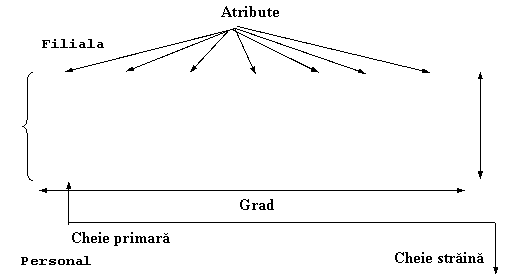 Atribute
Filiala
Grad
Cheie primară
Personal
Cheie străină